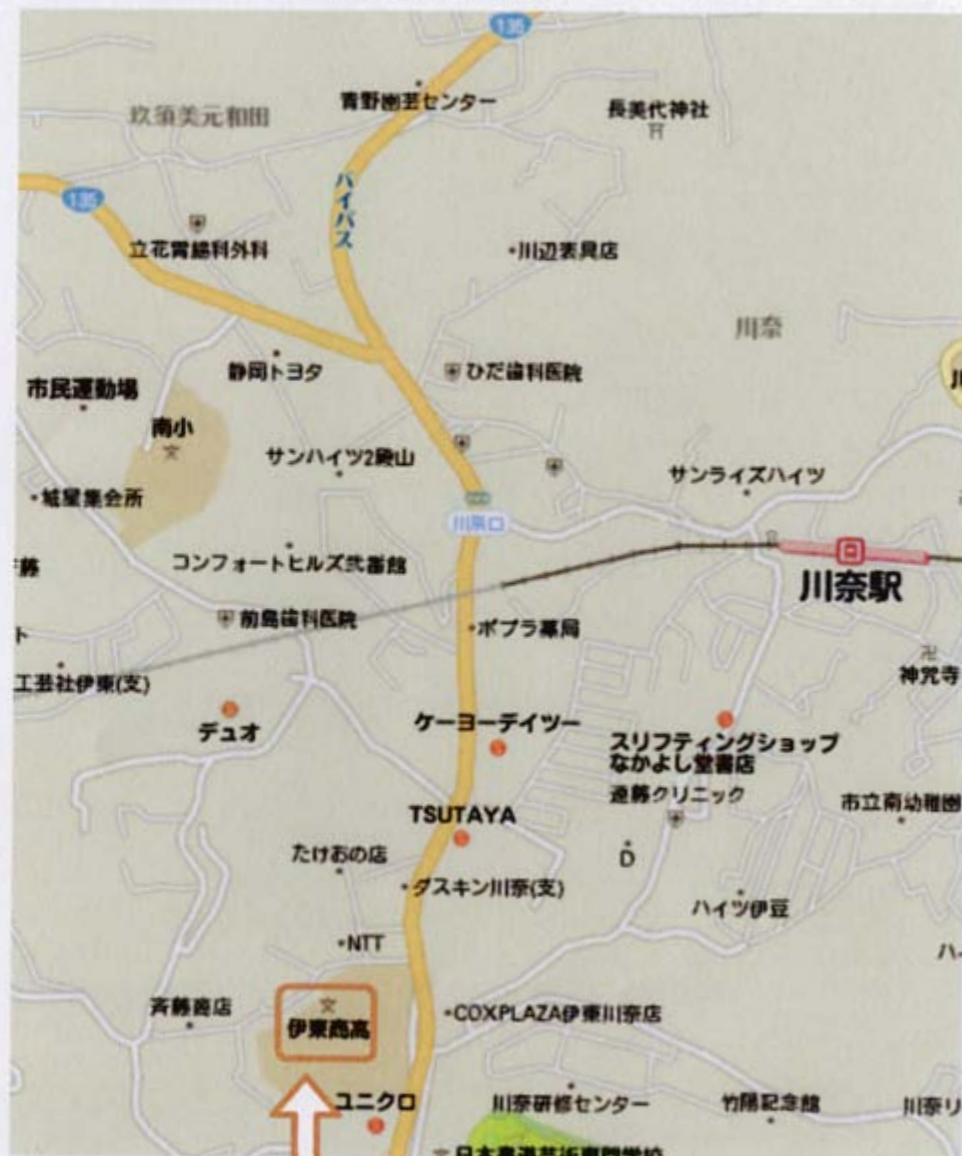 135
青野園芸センター
玖須美元和田
長美代神社
135
バイパス
立花胃腸科外科
川辺表具店
川奈
静岡トヨタ
ひだ歯科医院
市民運動場
南小
サンハイツ2殿山
サンライズハイツ
城星集会所
川奈口
コンフォートヒルズ弐番館
川奈駅
前島歯科医院
ポプラ薬局
工芸社伊東(支)
デュオ
ケーヨーデイツー
スリフティングショップ
なかよし堂書店
遠藤クリニック
市立南幼稚園
TSUTAYA
たけおの店
D
ダスキン川奈(支)
ハイツ伊豆
NTT
斉藤商店
伊東商高
COXPLAZA伊東川奈店
ユニクロ
川奈研修センター
竹陽記念館
川奈リ